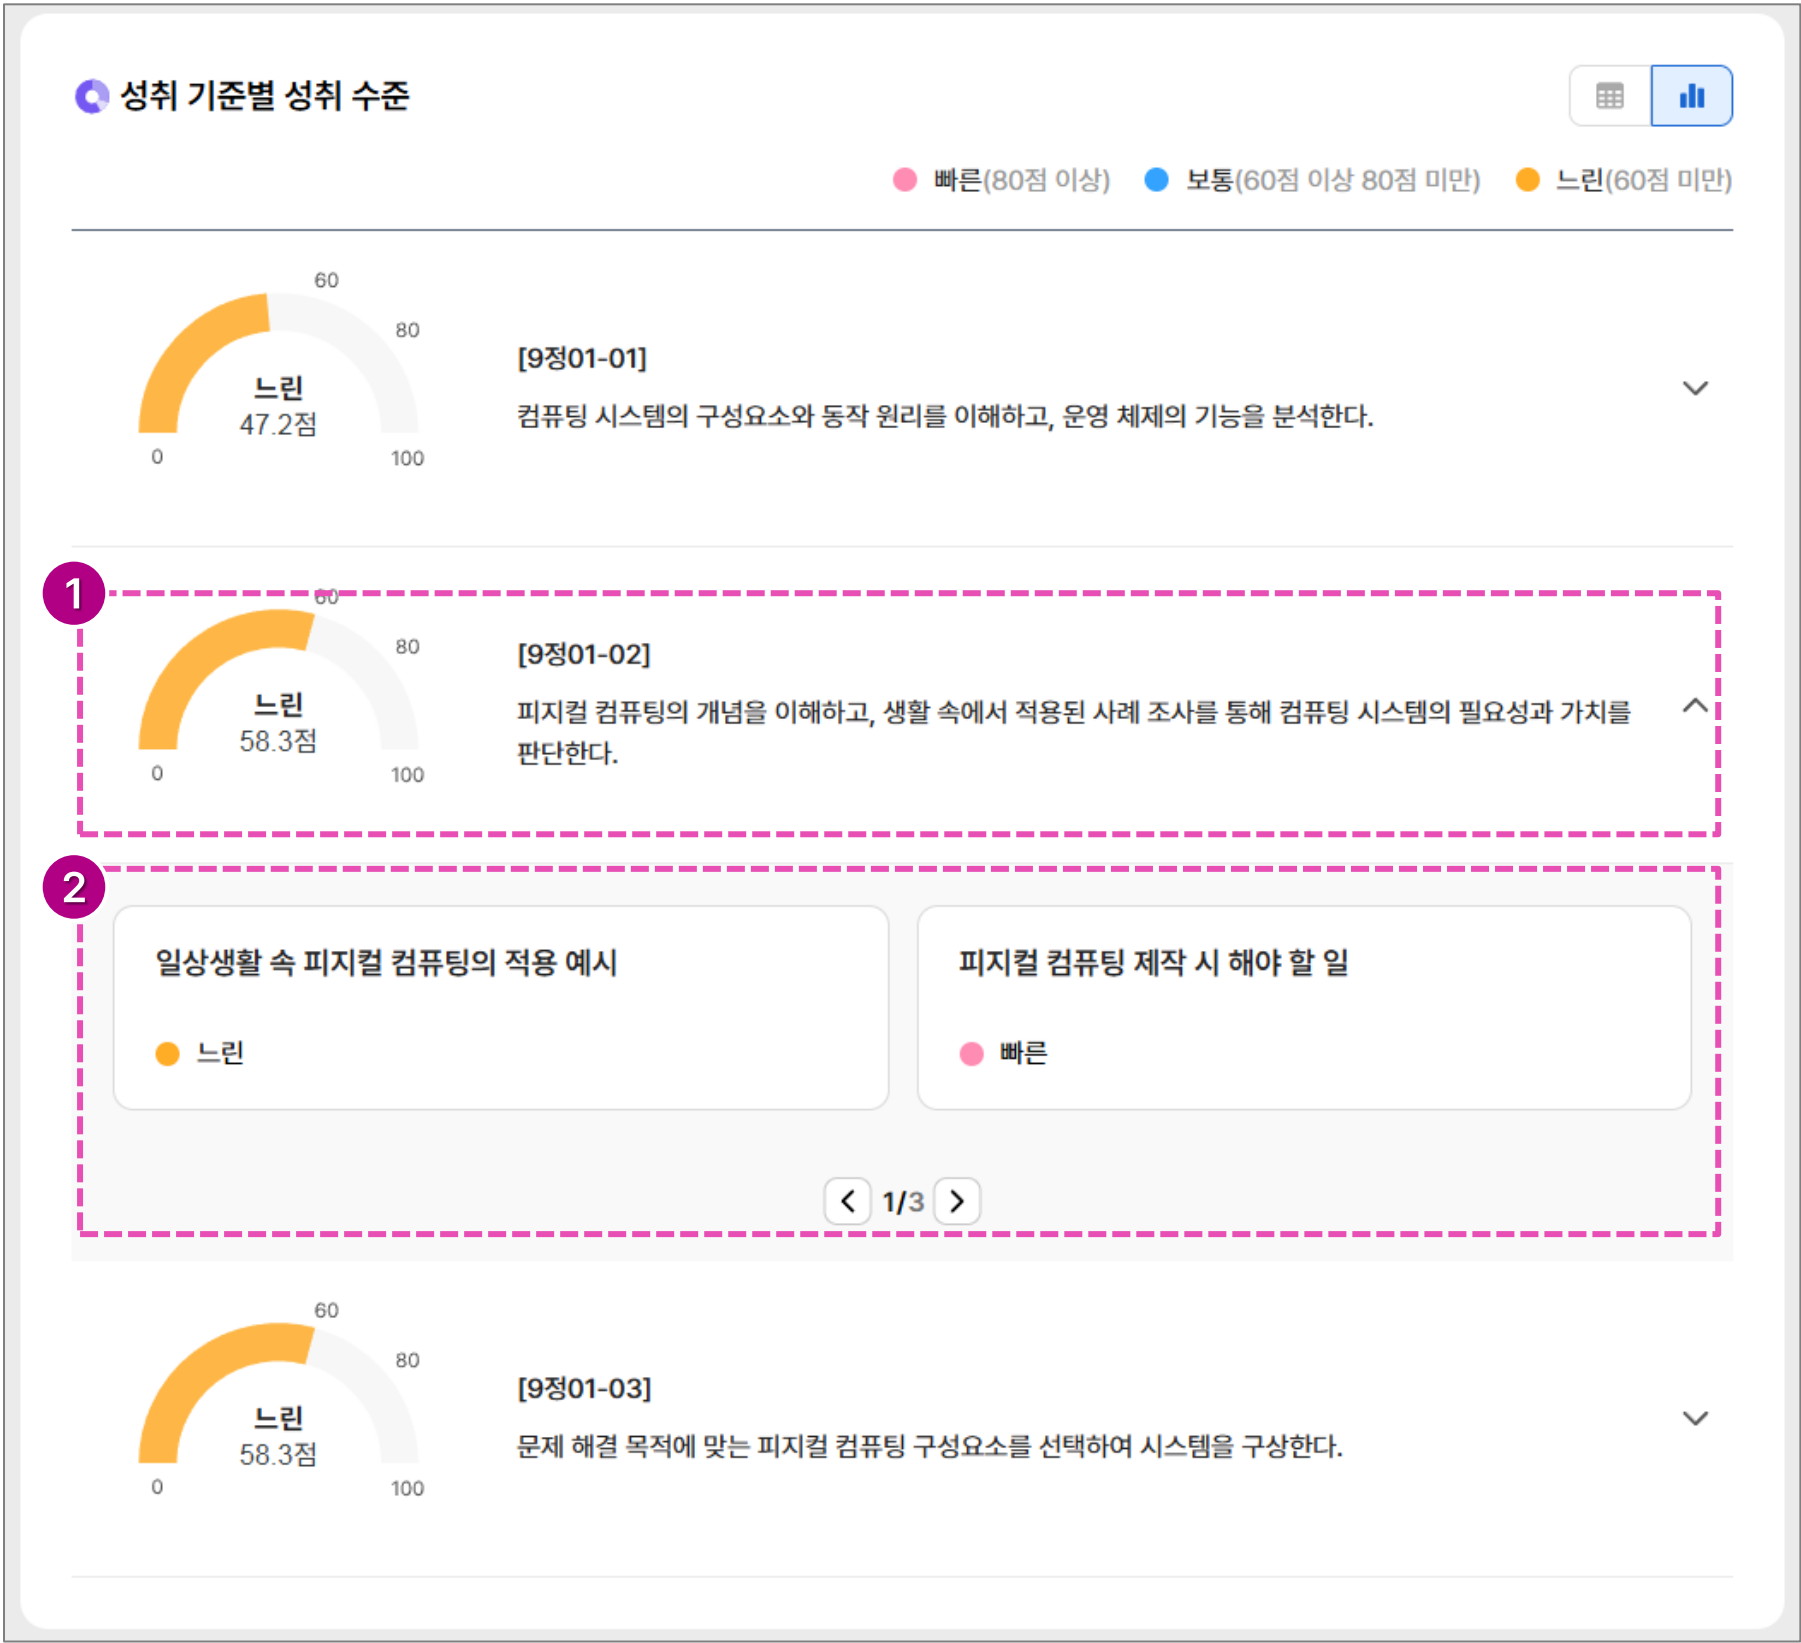 성취 기준별 성취 수준
빠른(80점 이상) 보통(60점 이상 80점 미만) 느린(60점 미만)
60
80
느린
47.2점
0
100
[9정01-01]
컴퓨팅 시스템의 구성요소와 동작 원리를 이해하고, 운영 체제의 기능을 분석한다.
1
60
80
느린
58.3점
0
100
[9정01-02]
피지컬 컴퓨팅의 개념을 이해하고, 생활 속에서 적용된 사례 조사를 통해 컴퓨팅 시스템의 필요성과 가치를
판단한다.
2
일상생활 속 피지컬 컴퓨팅의 적용 예시
느린
피지컬 컴퓨팅 제작 시 해야 할 일
빠른
1/3
60
80
느린
58.3점
0
100
[9정01-03]
문제 해결 목적에 맞는 피지컬 컴퓨팅 구성요소를 선택하여 시스템을 구상한다.